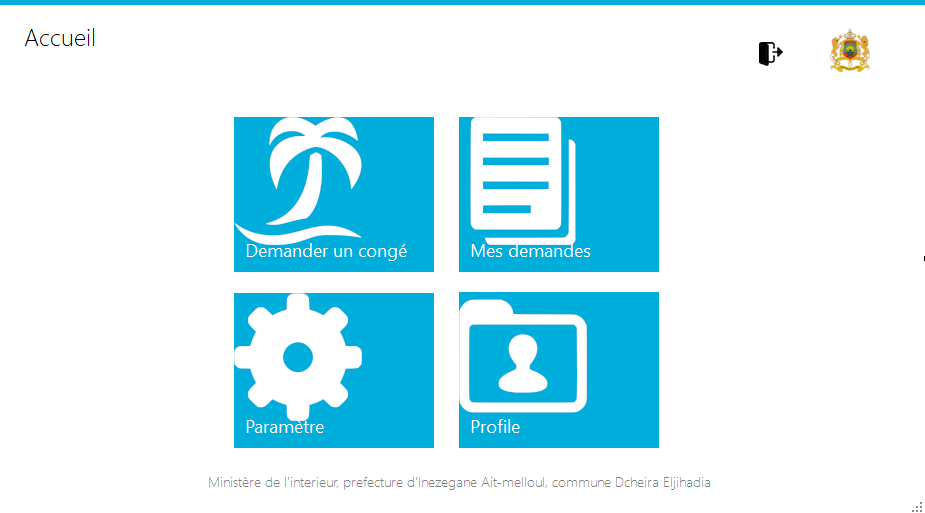 Accueil
Demander un congé
Mes demandes
Paramètre
Profile
Ministère de l'interieur, prefecture d'Inezegane Ait-melloul, commune Dcheira Eljihadia